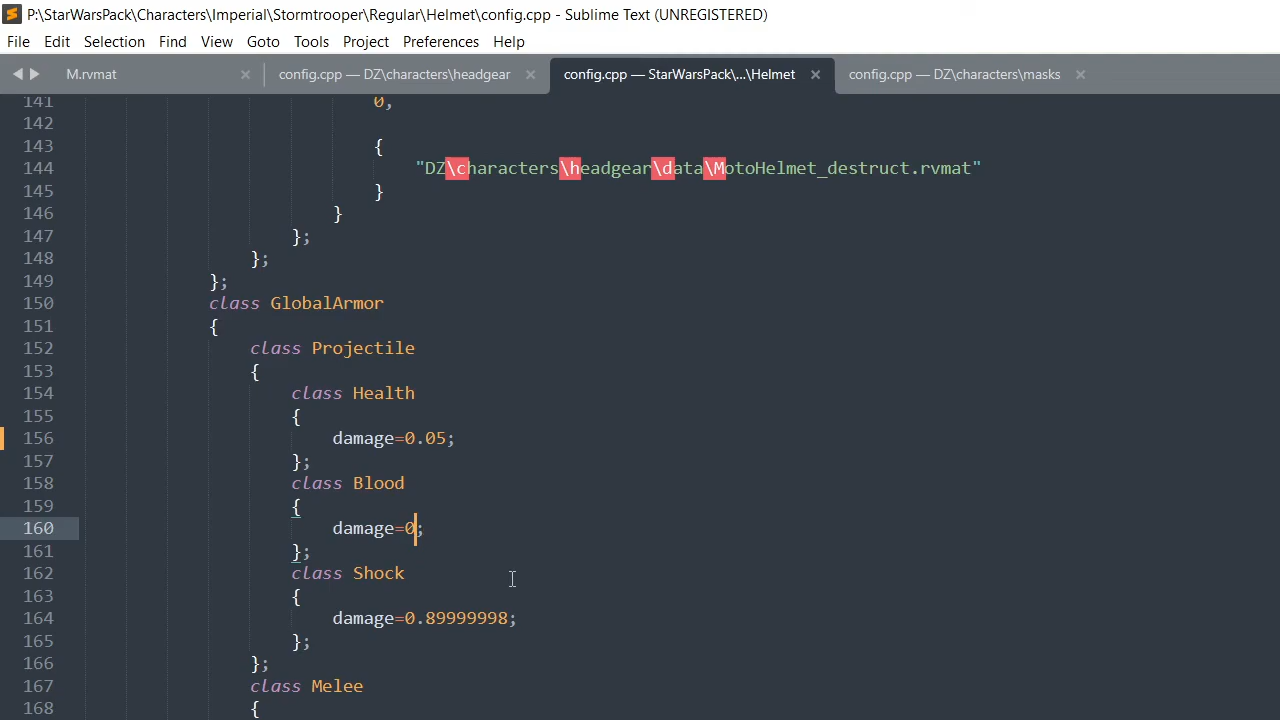 P:\StarWarsPack\Characters\Imperial\Stormtrooper\Regular\Helmet\config.cpp - Sublime Text (UNREGISTERED)
File Edit Selection Find View Goto Tools Project Preferences Help
M.rvmat × config.cpp — DZ\characters\headgear × config.cpp — StarWarsPack\...\Helmet × config.cpp — DZ\characters\masks ×
141 0,
142
143 {
144 "DZ\characters\headgear\data\MotoHelmet_destruct.rvmat"
145 }
146 }
147 };
148 };
149 };
150 class GlobalArmor
151 {
152 class Projectile
153 {
154 class Health
155 {
156 damage=0.05;
157 };
158 class Blood
159 {
160 damage=0;
161 };
162 class Shock
163 {
164 damage=0.89999998;
165 };
166 };
167 class Melee
168 {